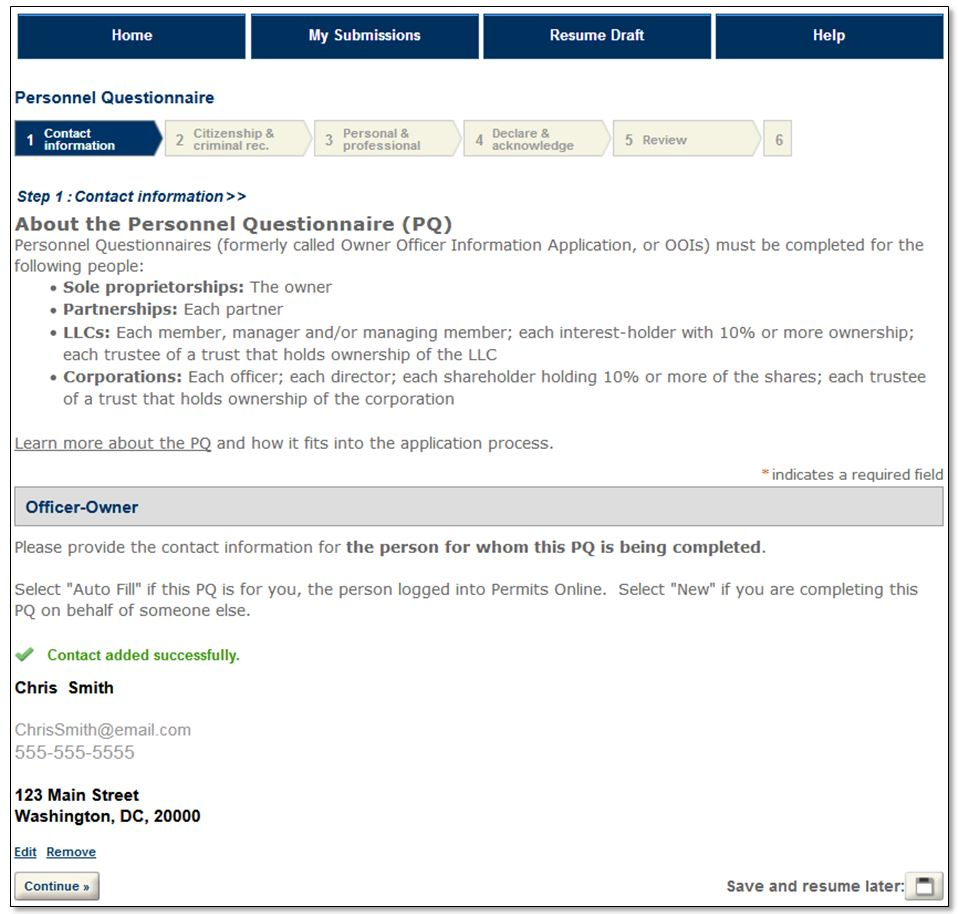 Home My Submissions Resume Draft Help
Personnel Questionnaire
1 Contact information 2 Citizenship & criminal rec. 3 Personal & professional 4 Declare & acknowledge 5 Review 6
Step 1 : Contact information >>
About the Personnel Questionnaire (PQ)
Personnel Questionnaires (formerly called Owner Officer Information Application, or OOIs) must be completed for the
following people:
• Sole proprietorships: The owner
• Partnerships: Each partner
• LLCs: Each member, manager and/or managing member; each interest-holder with 10% or more ownership;
each trustee of a trust that holds ownership of the LLC
• Corporations: Each officer; each director; each shareholder holding 10% or more of the shares; each trustee
of a trust that holds ownership of the corporation
Learn more about the PQ and how it fits into the application process.
* indicates a required field
Officer-Owner
Please provide the contact information for the person for whom this PQ is being completed.
Select "Auto Fill" if this PQ is for you, the person logged into Permits Online. Select "New" if you are completing this
PQ on behalf of someone else.
Contact added successfully.
Chris Smith
ChrisSmith@email.com
555-555-5555
123 Main Street
Washington, DC, 20000
Edit Remove
Continue » Save and resume later: